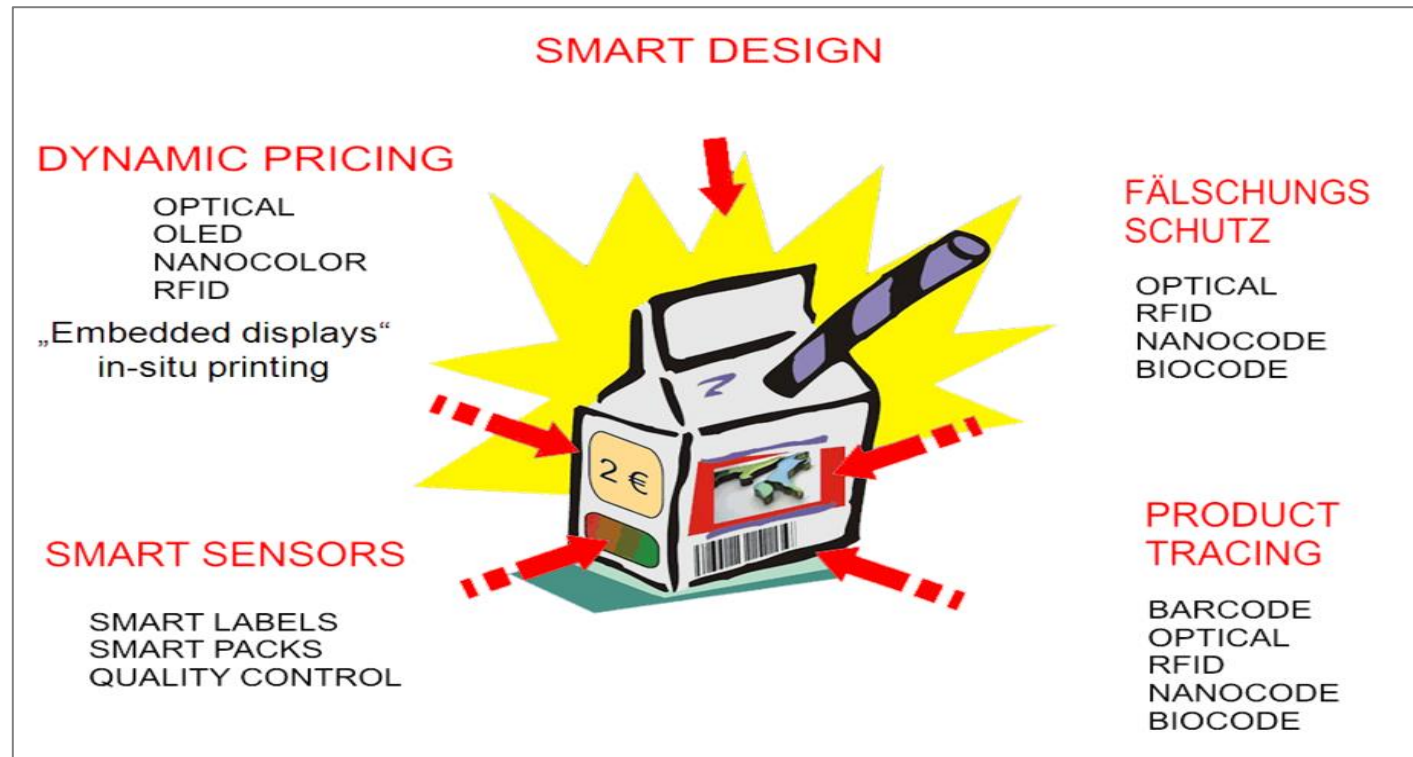 SMART DESIGN
DYNAMIC PRICING
OPTICAL
OLED
NANOCOLOR
RFID
„Embedded displays“
in-situ printing
FÄLSCHUNGS
SCHUTZ
OPTICAL
RFID
NANOCODE
BIOCODE
2 €
SMART SENSORS
SMART LABELS
SMART PACKS
QUALITY CONTROL
PRODUCT
TRACING
BARCODE
OPTICAL
RFID
NANOCODE
BIOCODE